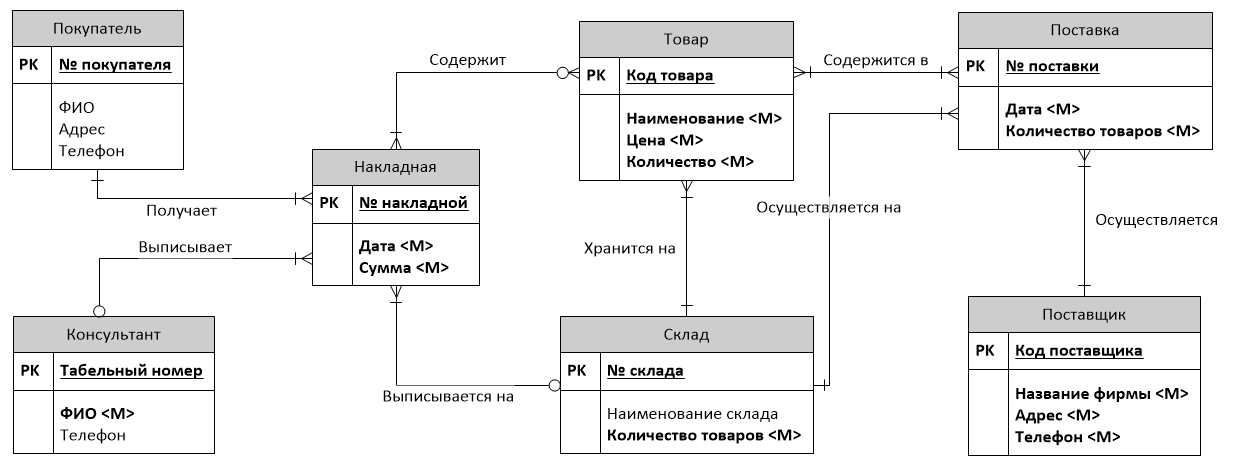 Покупатель
PK № покупателя
ФИО
Адрес
Телефон
Содержит
Товар
PK Код товара
Наименование <M>
Цена <M>
Количество <M>
Содержится в
Поставка
PK № поставки
Дата <M>
Количество товаров <M>
Накладная
PK № накладной
Дата <M>
Сумма <M>
Получает
Выписывает
Хранится на
Осуществляется на
Осуществляется
Консультант
PK Табельный номер
ФИО <M>
Телефон
Выписывается на
Склад
PK № склада
Наименование склада
Количество товаров <M>
Поставщик
PK Код поставщика
Название фирмы <M>
Адрес <M>
Телефон <M>